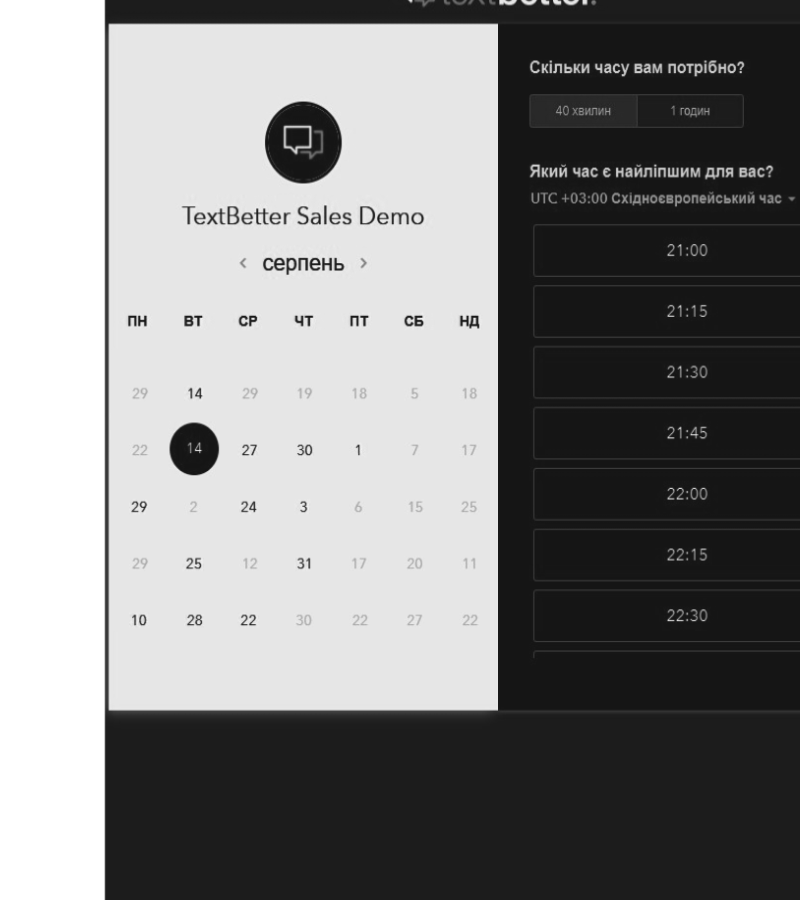 textbetter.
TextBetter Sales Demo
< серпень >
ПН ВТ СР ЧТ ПТ СБ НД
29 14 29 19 18 5 18
22 14 27 30 1 7 17
29 2 24 3 6 15 25
29 25 12 31 17 20 11
10 28 22 30 22 27 22
Скільки часу вам потрібно?
40 хвилин 1 годин
Який час є найліпшим для вас?
UTC +03:00 Східноєвропейський час
21:00
21:15
21:30
21:45
22:00
22:15
22:30